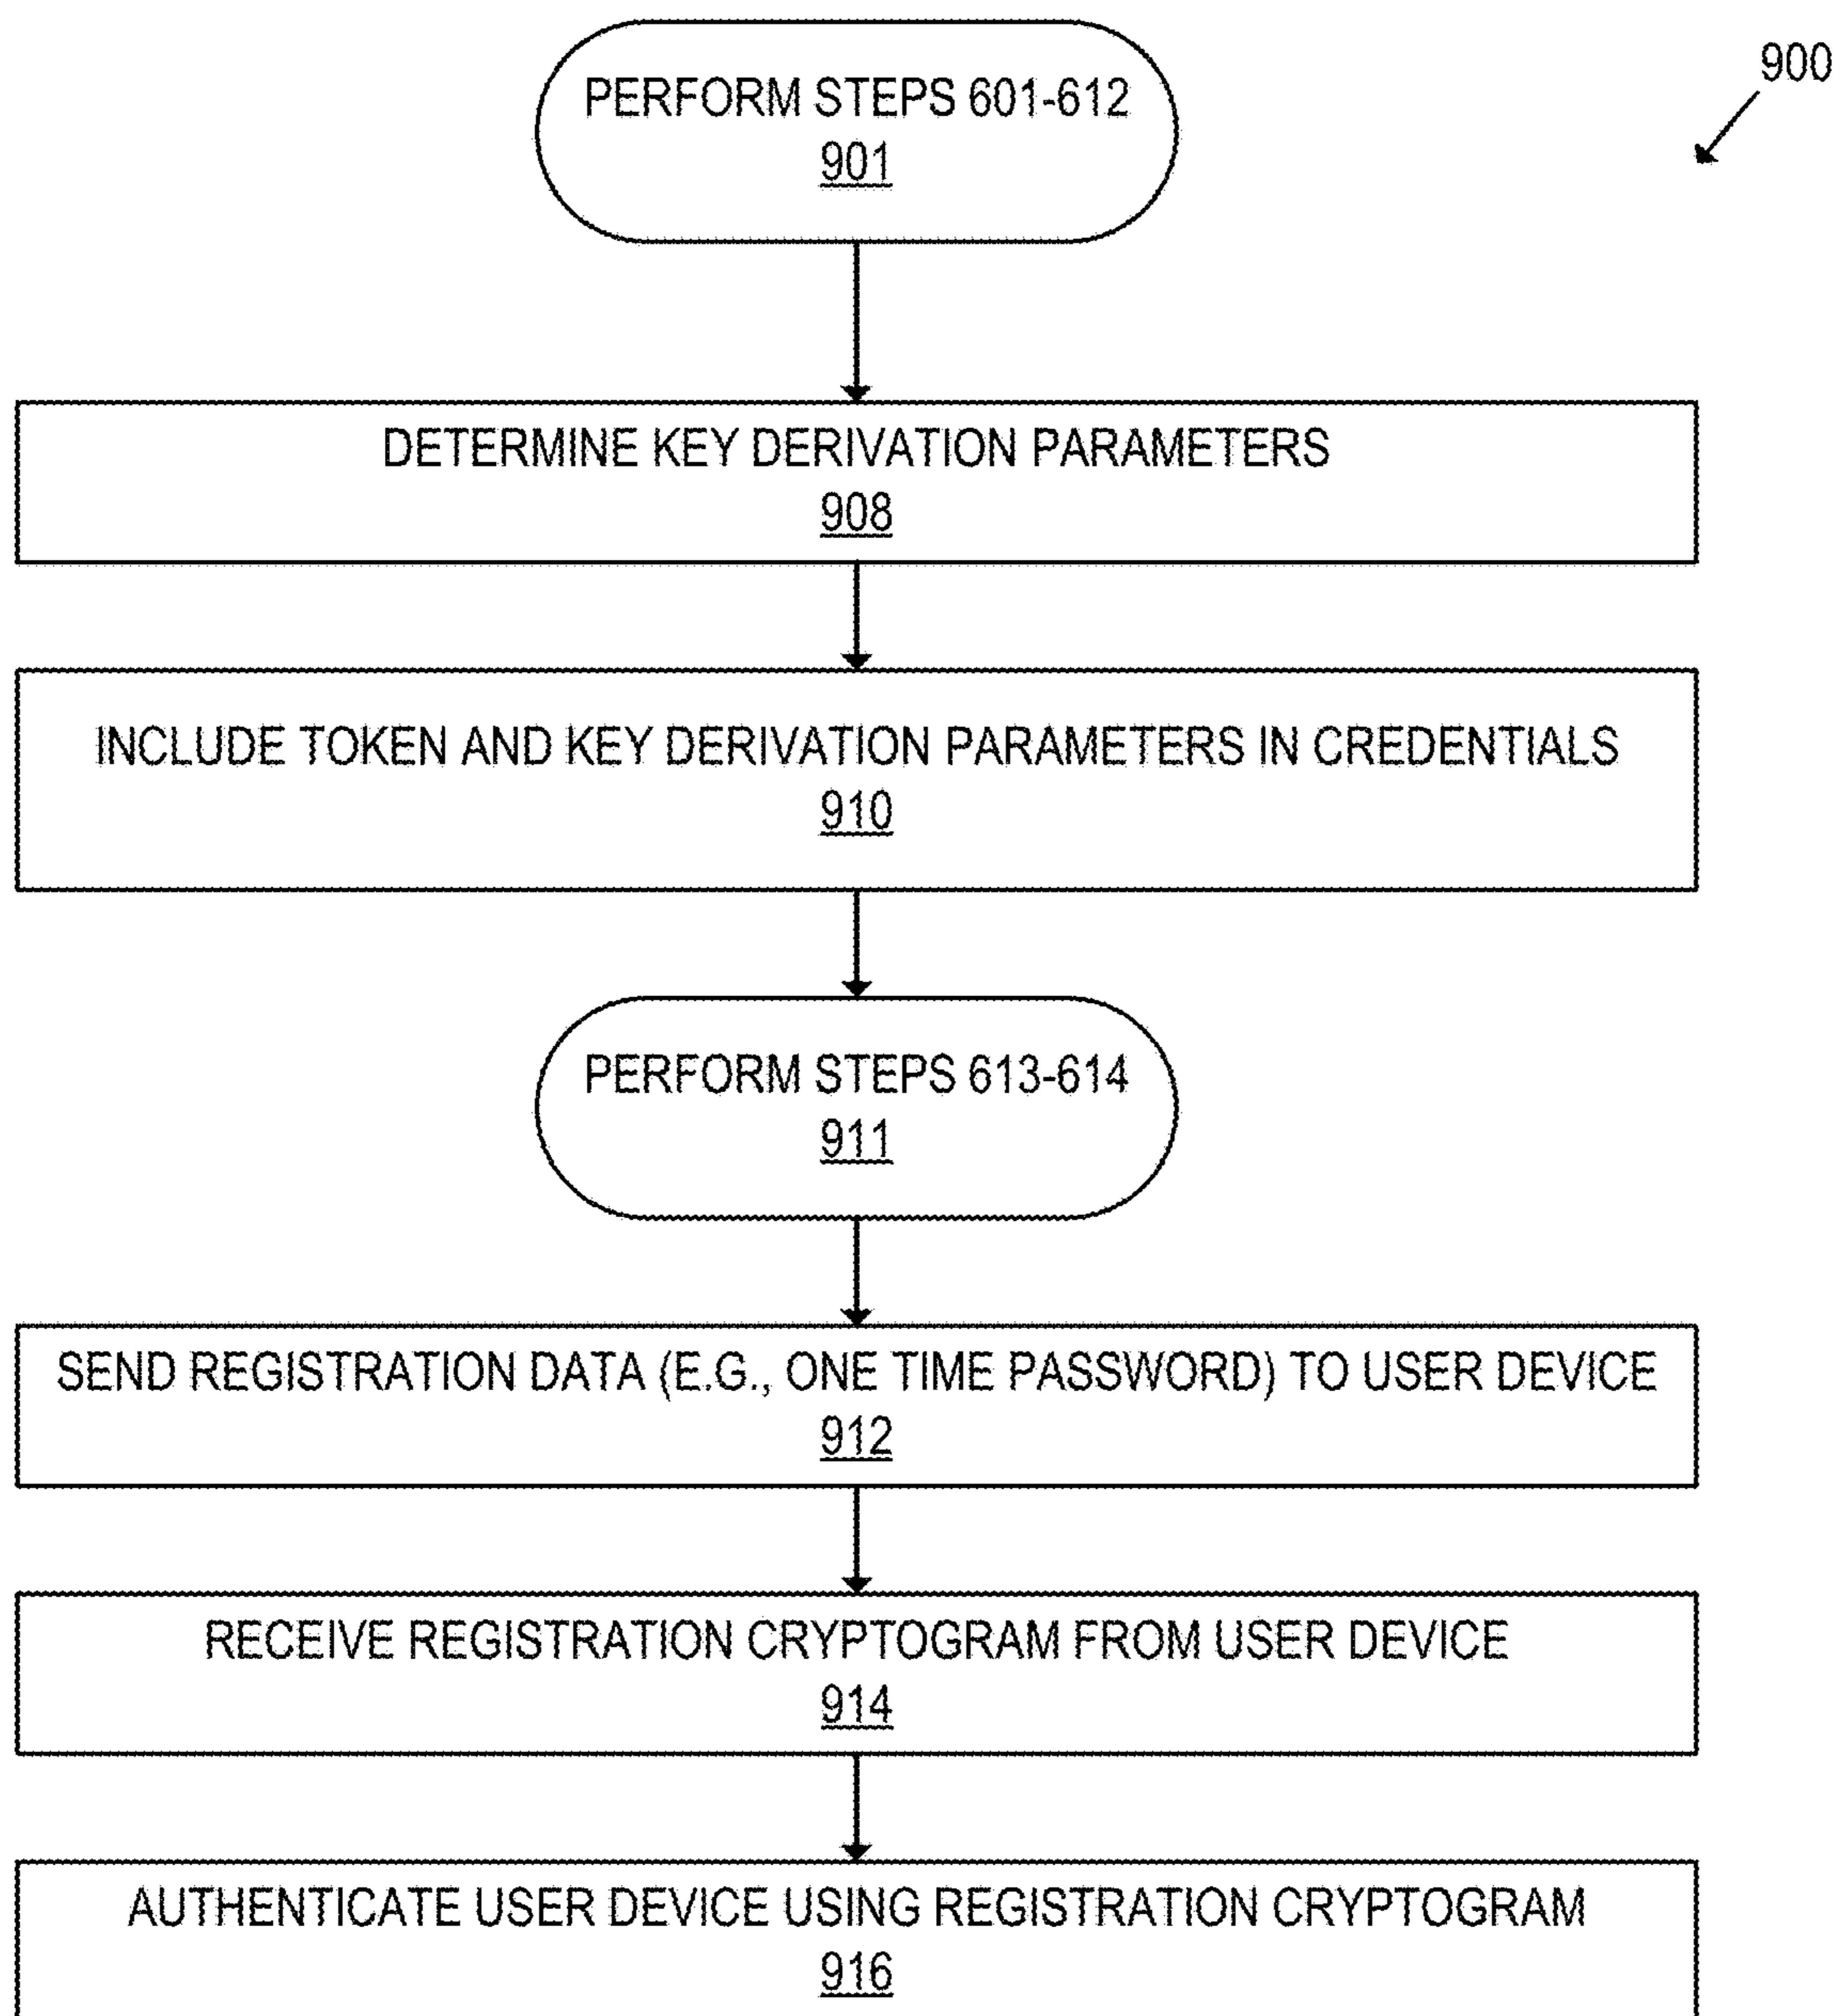 900
PERFORM STEPS 601-612
901
DETERMINE KEY DERIVATION PARAMETERS
908
INCLUDE TOKEN AND KEY DERIVATION PARAMETERS IN CREDENTIALS
910
PERFORM STEPS 613-614
911
SEND REGISTRATION DATA (E.G., ONE TIME PASSWORD) TO USER DEVICE
912
RECEIVE REGISTRATION CRYPTOGRAM FROM USER DEVICE
914
AUTHENTICATE USER DEVICE USING REGISTRATION CRYPTOGRAM
916